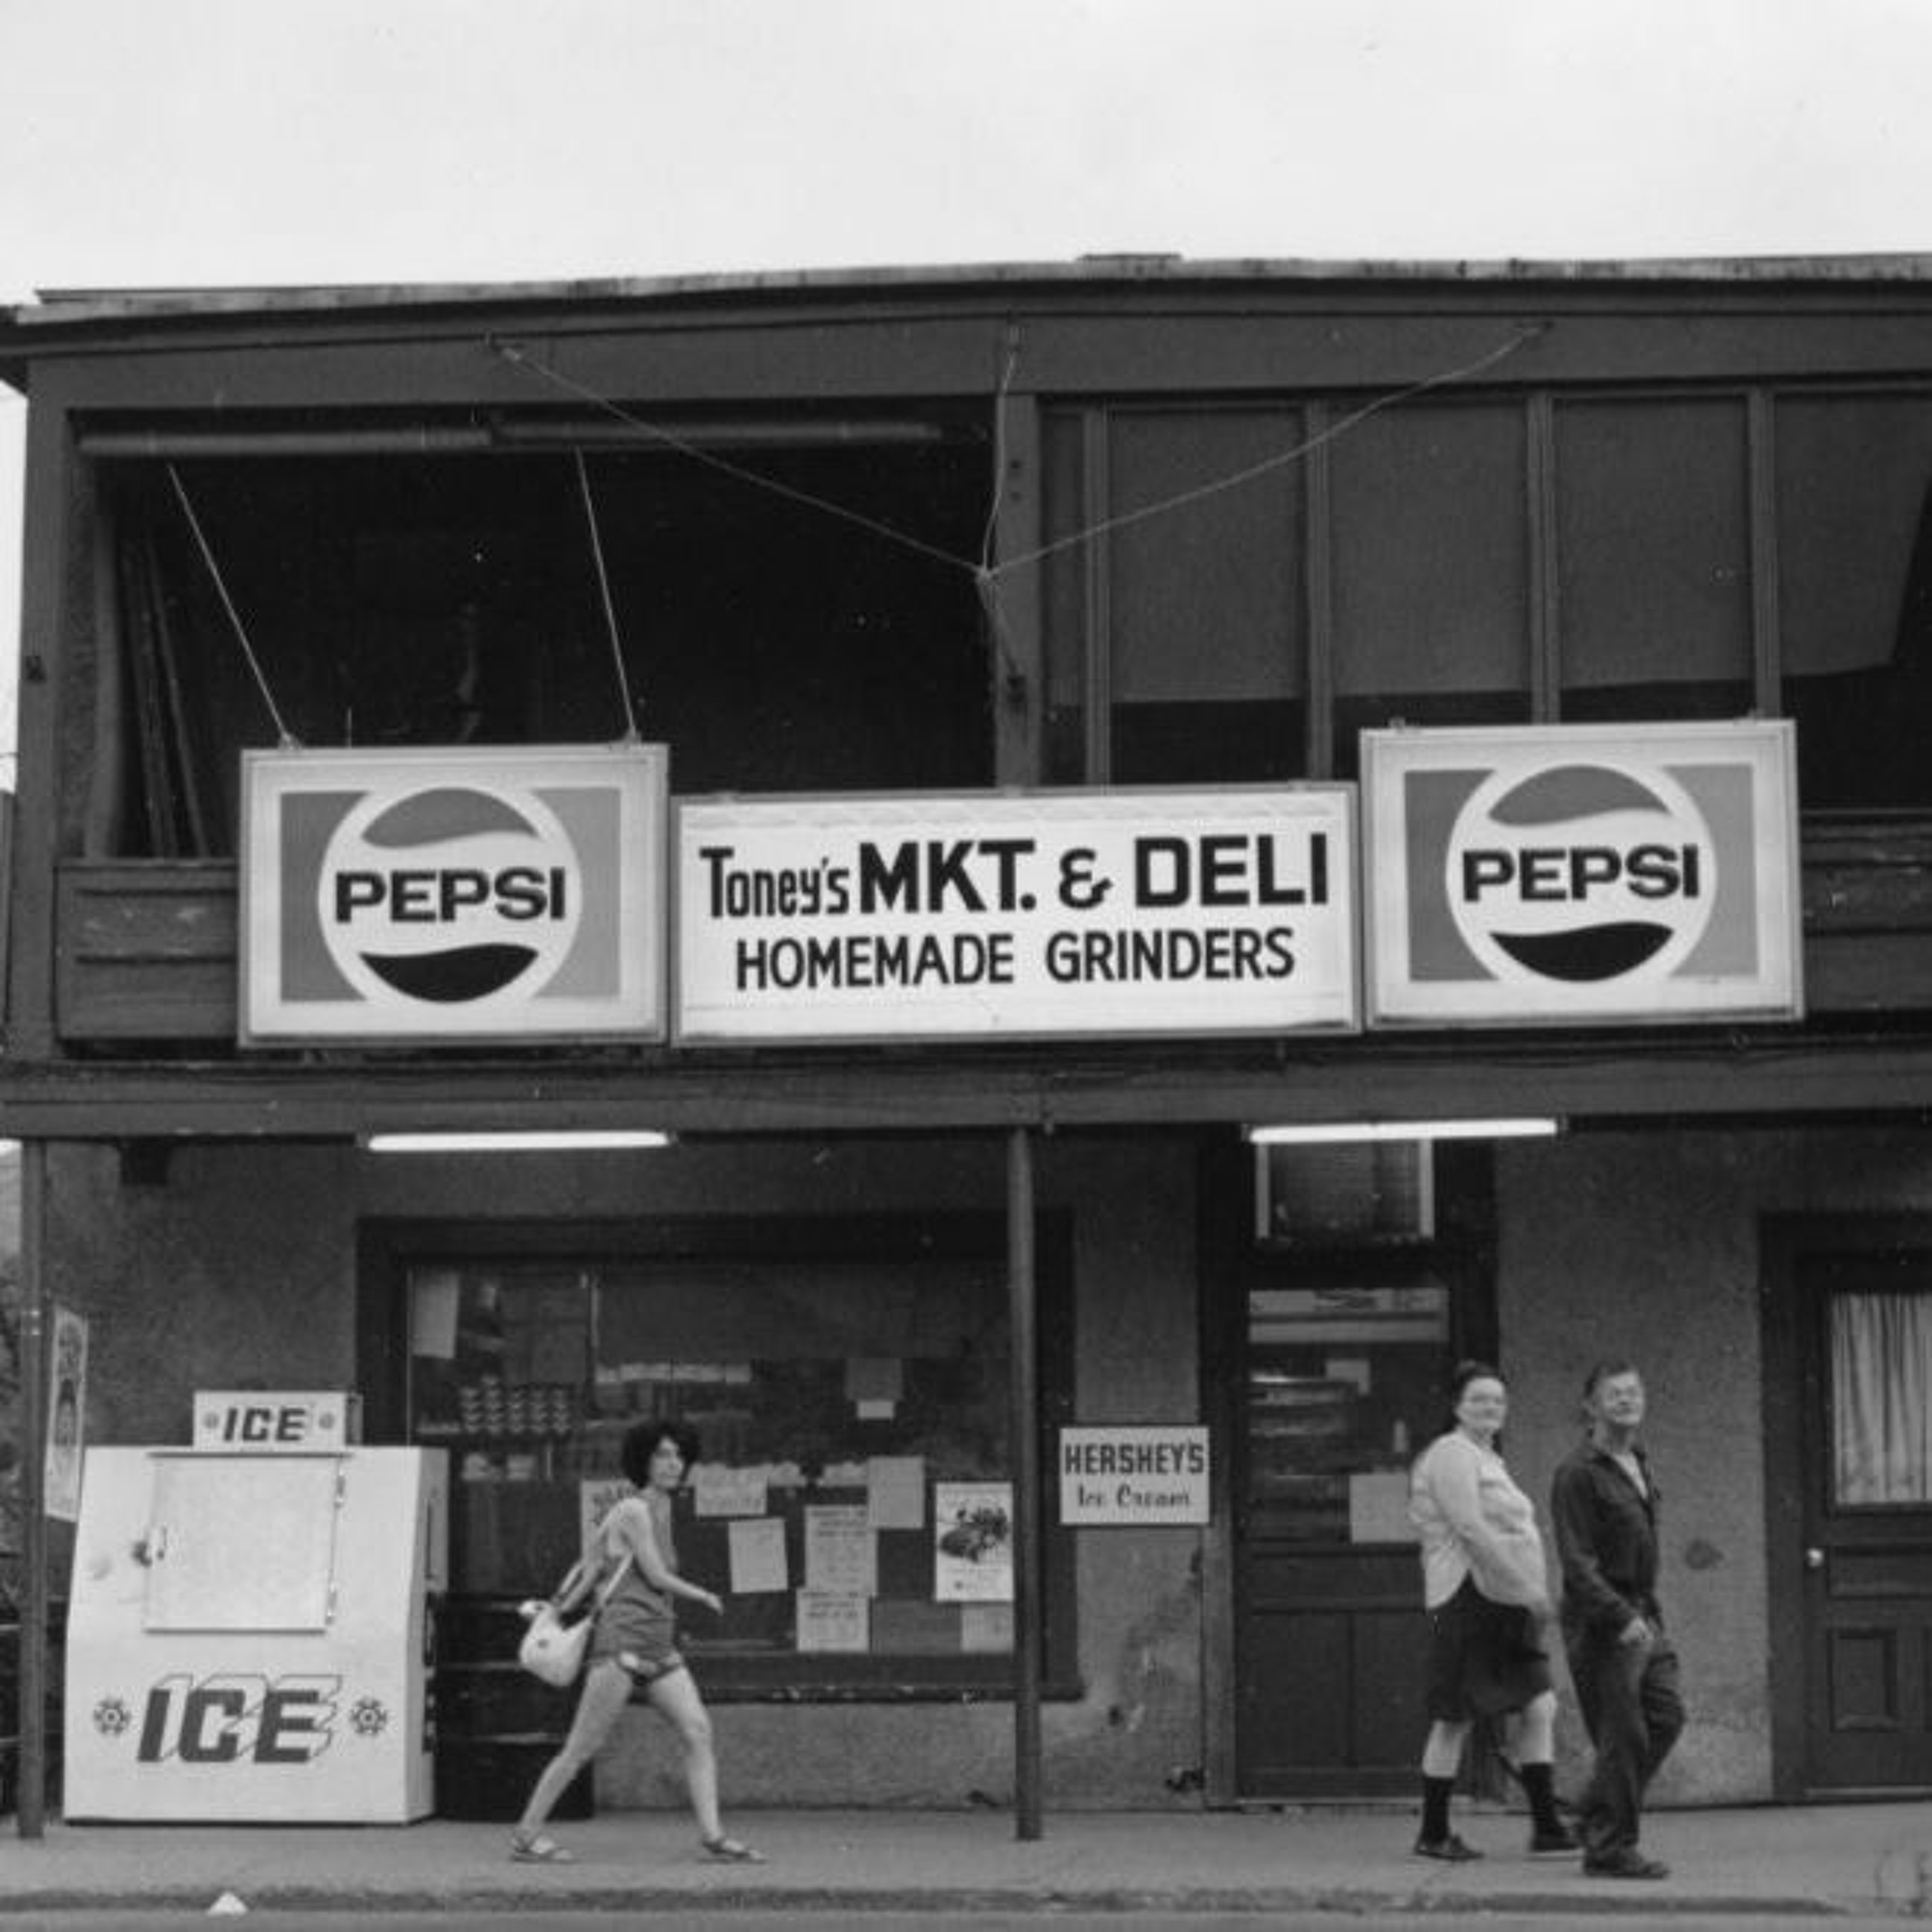 PEPSI
Toney's MKT. & DELI
HOMEMADE GRINDERS
PEPSI
ICE
HERSHEY'S
Ice Cream
ICE